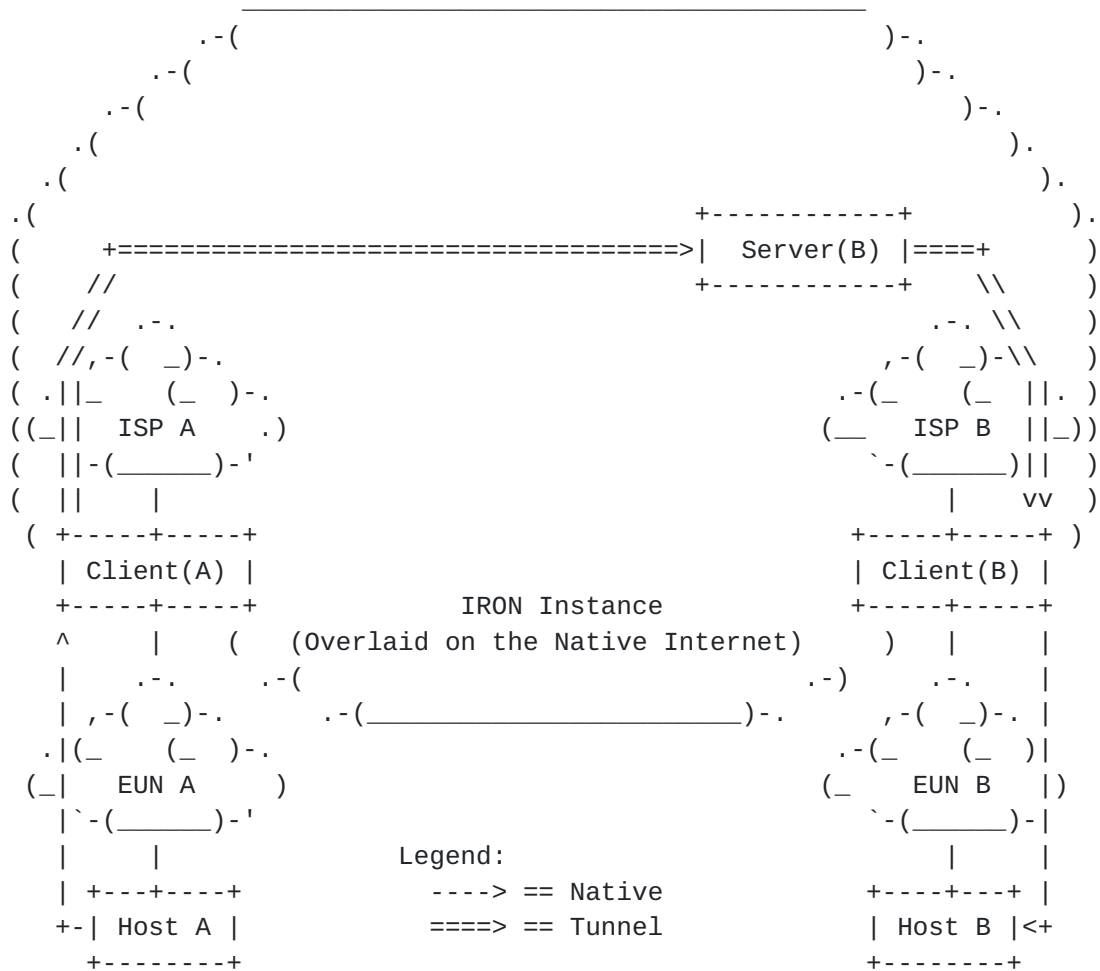 Server(B)
ISP A ISP B
Client(A) Client(B)
IRON Instance
(Overlaid on the Native Internet)
EUN A EUN B
Legend:
----> == Native
====> == Tunnel
Host A Host B